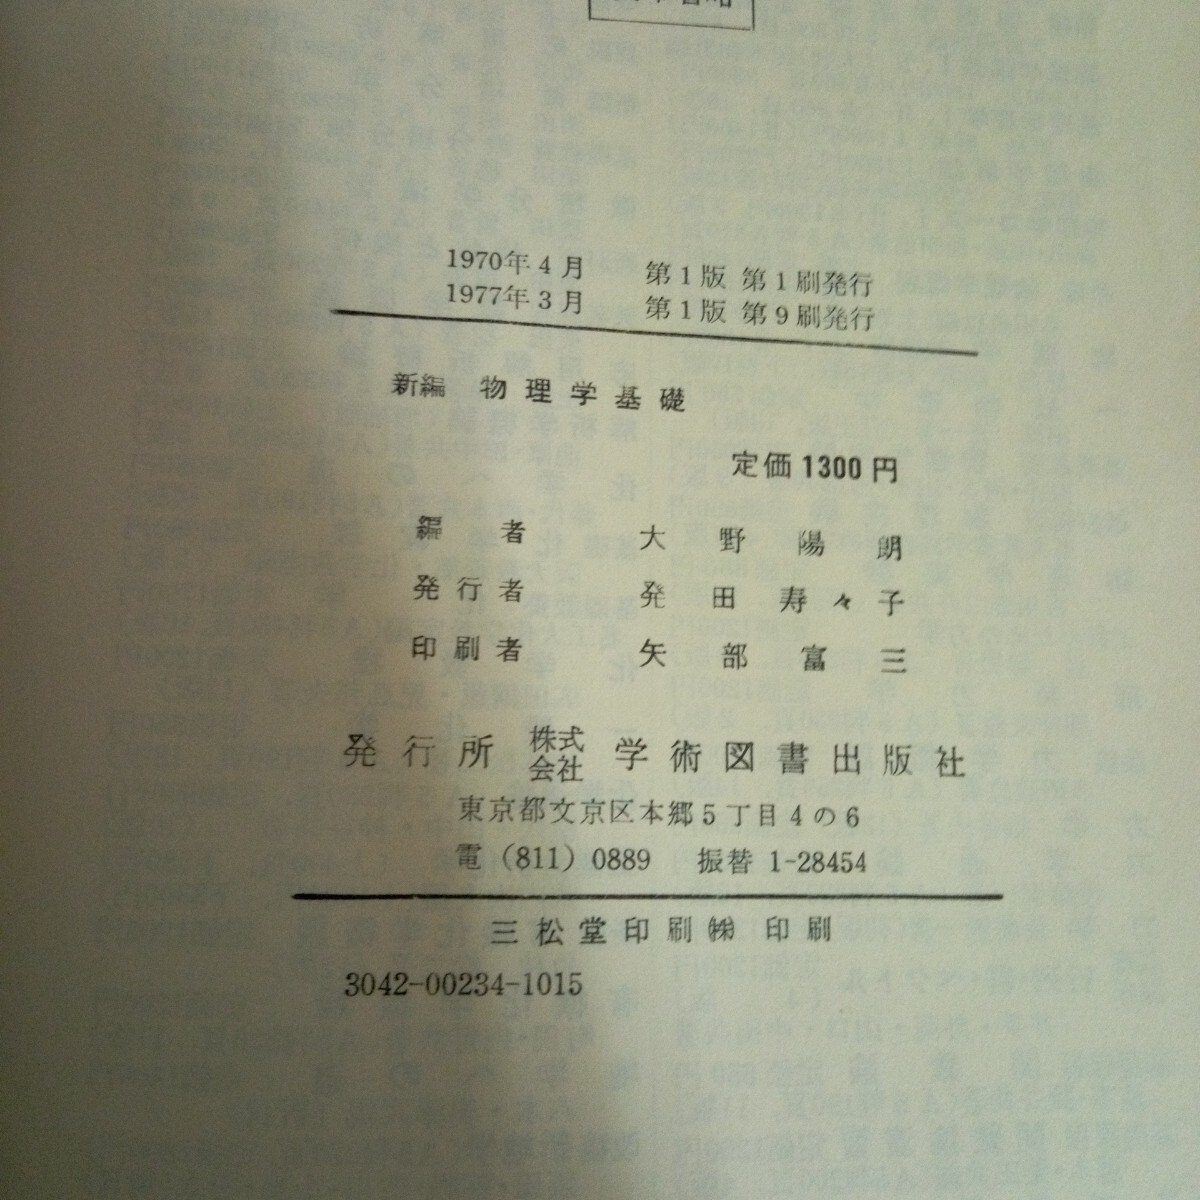 1970年4月　第1版 第1刷発行
1977年3月　第1版 第9刷発行
新編 物理学基礎
定価 1300 円
編者　大野陽朗
発行者　発田寿々子
印刷者　矢部富三
発行所 株式会社 学術図書出版社
東京都文京区本郷5丁目4の6
電 (811) 0889　振替 1-28454
三松堂印刷㈱ 印刷
3042-00234-1015